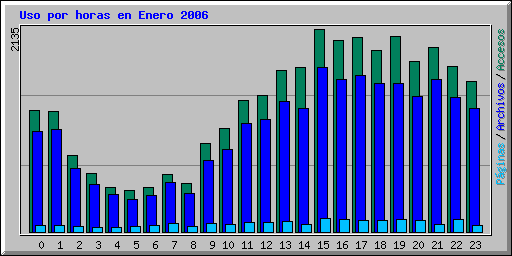 Uso por horas en Enero 2006
2135
Páginas / Archivos / Accesos
0 1 2 3 4 5 6 7 8 9 10 11 12 13 14 15 16 17 18 19 20 21 22 23